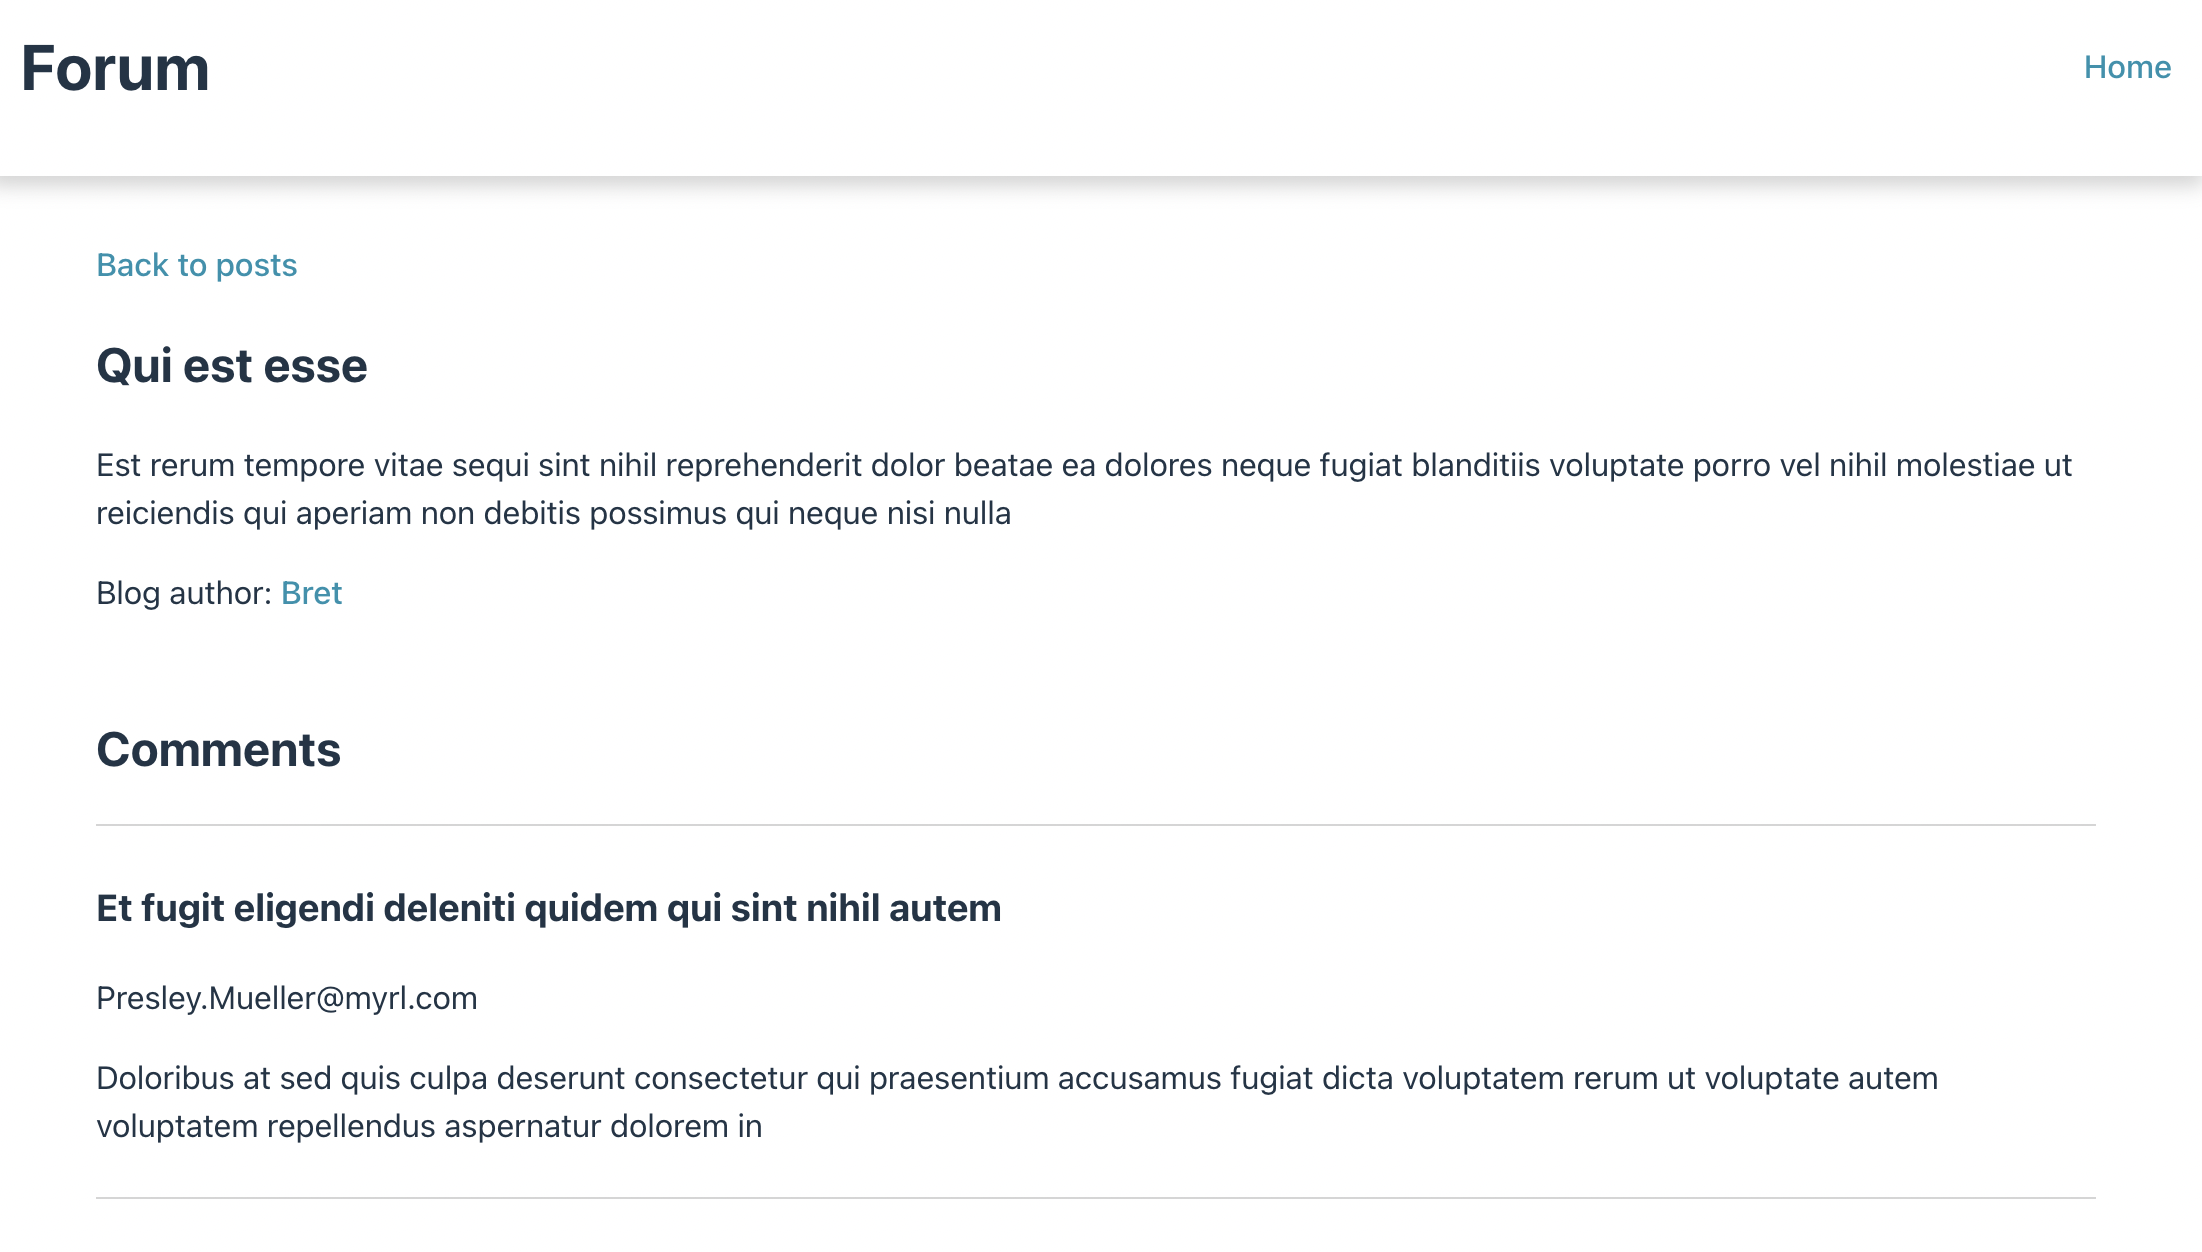 Forum
Home
Back to posts
Qui est esse
Est rerum tempore vitae sequi sint nihil reprehenderit dolor beatae ea dolores neque fugiat blanditiis voluptate porro vel nihil molestiae ut
reiciendis qui aperiam non debitis possimus qui neque nisi nulla
Blog author: Bret
Comments
Et fugit eligendi deleniti quidem qui sint nihil autem
Presley.Mueller@myrl.com
Doloribus at sed quis culpa deserunt consectetur qui praesentium accusamus fugiat dicta voluptatem rerum ut voluptate autem
voluptatem repellendus aspernatur dolorem in